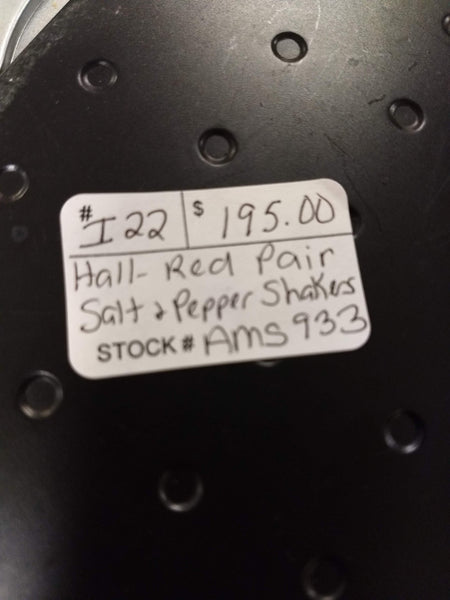 # I22 $ 195.00
Hall- Red Pair
Salt & Pepper Shakers
STOCK # AMS 933